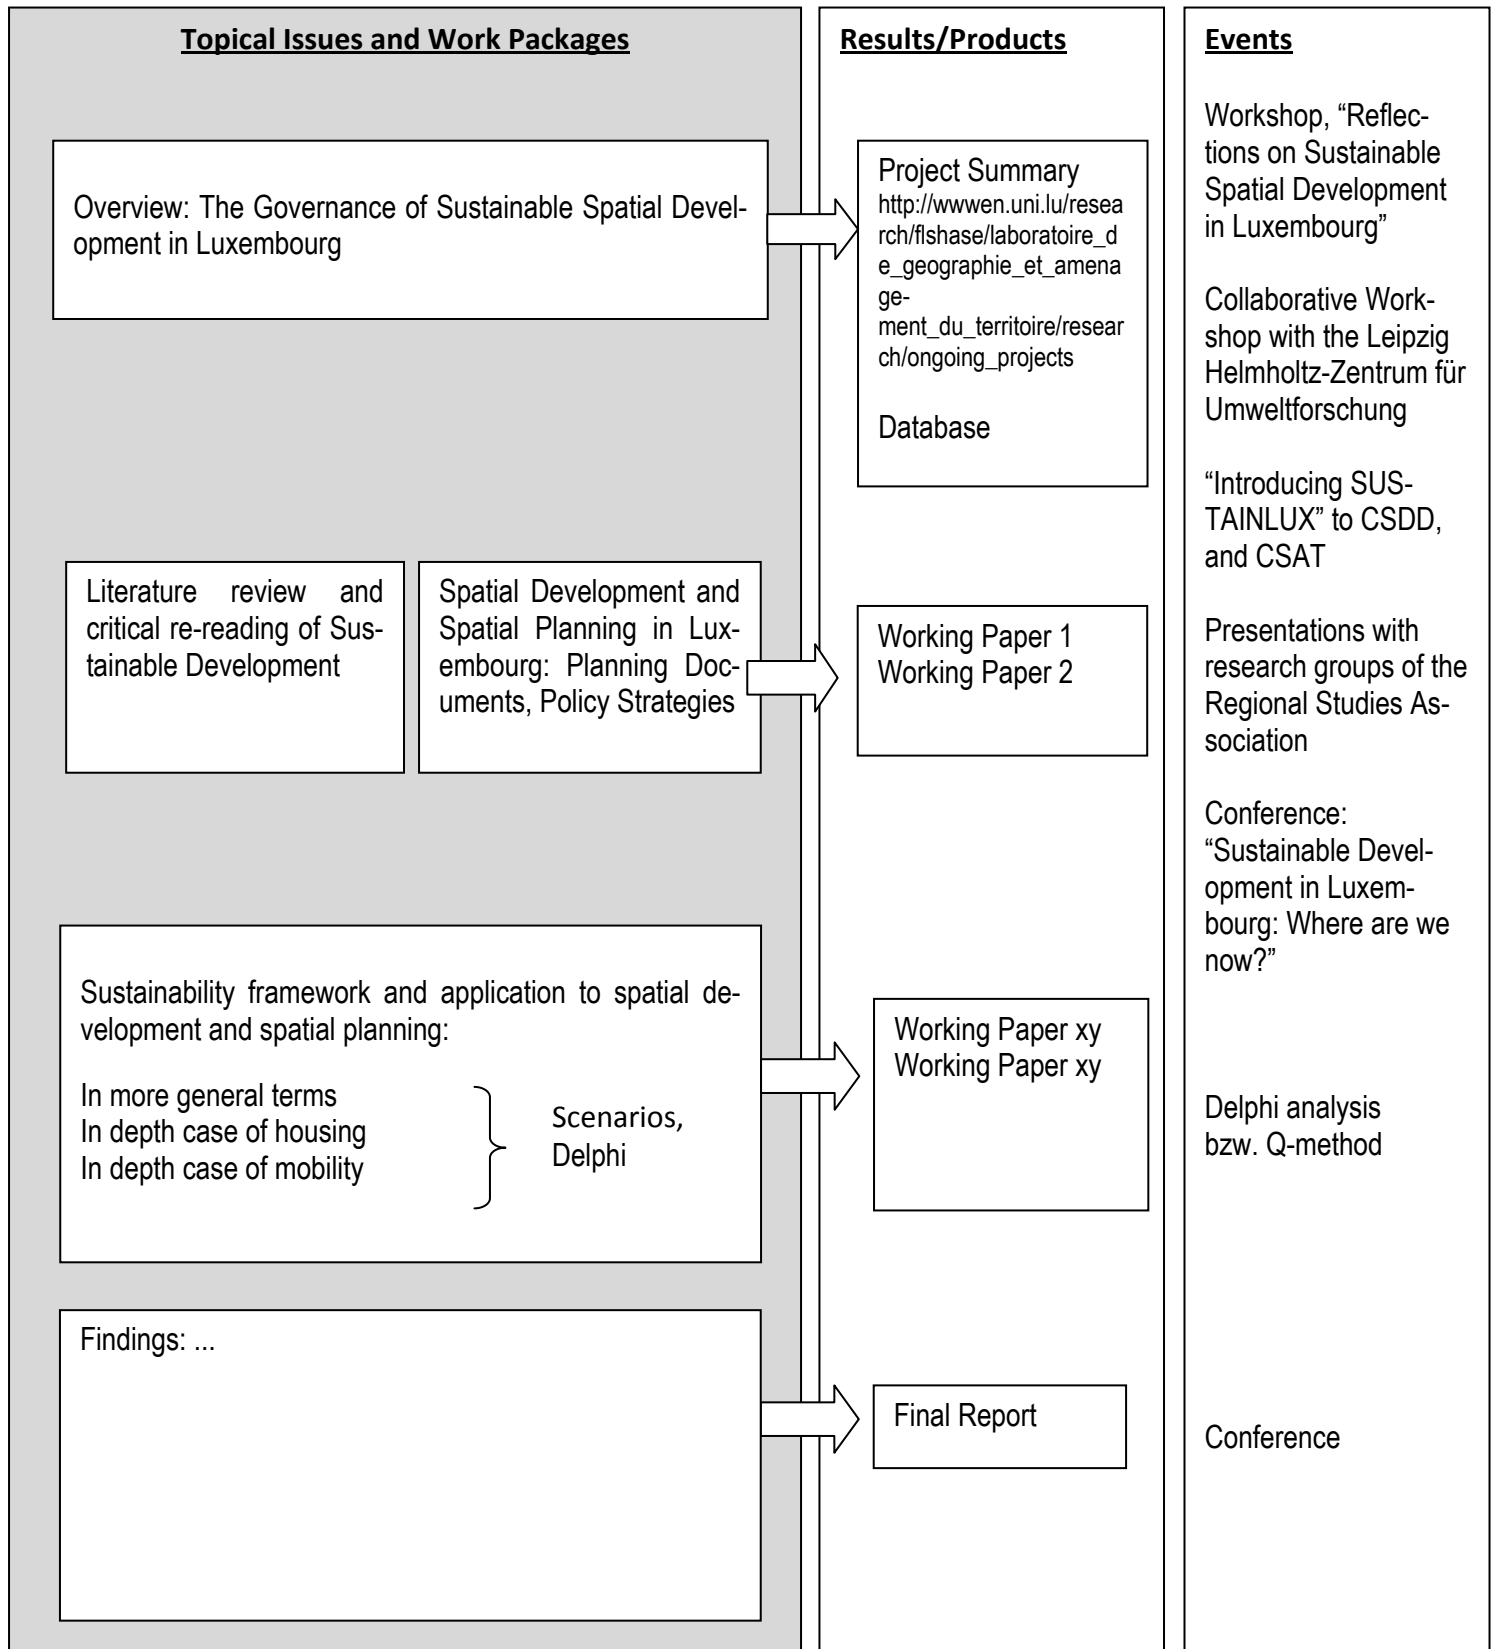 Topical Issues and Work Packages
Overview: The Governance of Sustainable Spatial Devel-
opment in Luxembourg
Literature review and
critical re-reading of Sus-
tainable Development
Spatial Development and
Spatial Planning in Lux-
embourg: Planning Doc-
uments, Policy Strategies
Sustainability framework and application to spatial de-
velopment and spatial planning:
In more general terms
In depth case of housing
In depth case of mobility
Scenarios,
Delphi
Findings: ...
Results/Products
Project Summary
http://wwwen.uni.lu/resea
rch/flshase/laboratoire_d
e_geographie_et_amena
ge-
ment_du_territoire/resear
ch/ongoing_projects
Database
Working Paper 1
Working Paper 2
Working Paper xy
Working Paper xy
Final Report
Events
Workshop, “Reflec-
tions on Sustainable
Spatial Development
in Luxembourg”
Collaborative Work-
shop with the Leipzig
Helmholtz-Zentrum für
Umweltforschung
“Introducing SUS-
TAINLUX” to CSDD,
and CSAT
Presentations with
research groups of the
Regional Studies As-
sociation
Conference:
“Sustainable Devel-
opment in Luxem-
bourg: Where are we
now?”
Delphi analysis
bzw. Q-method
Conference